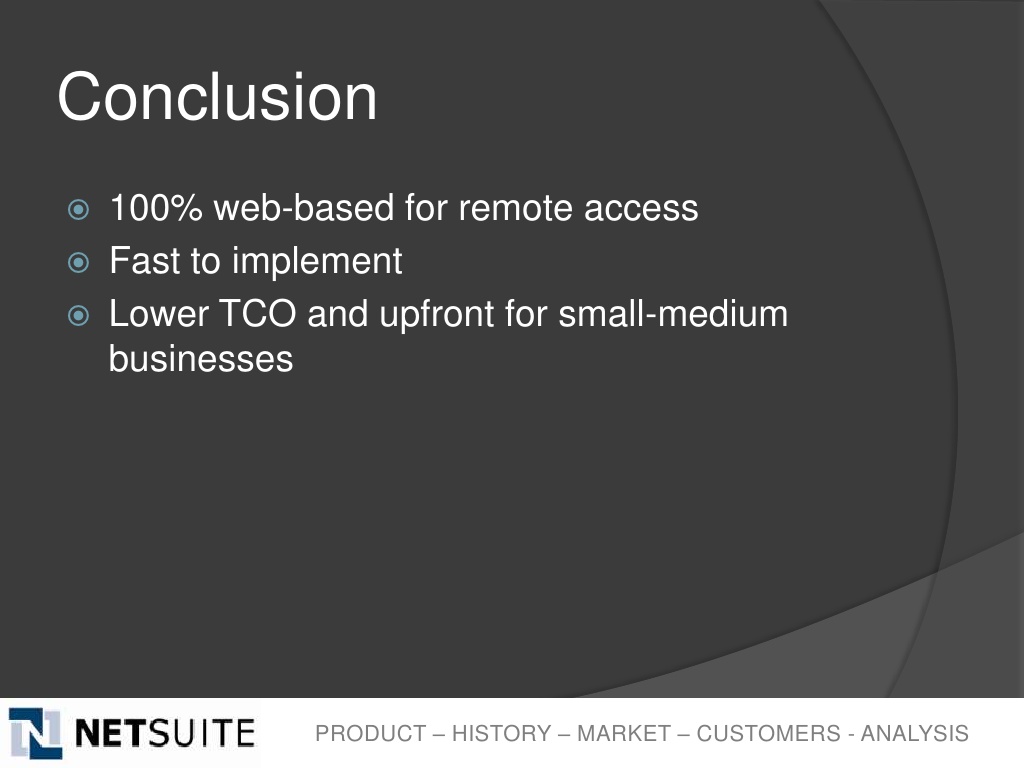 Conclusion
100% web-based for remote access
Fast to implement
Lower TCO and upfront for small-medium
businesses
NETSUITE
PRODUCT – HISTORY – MARKET – CUSTOMERS - ANALYSIS